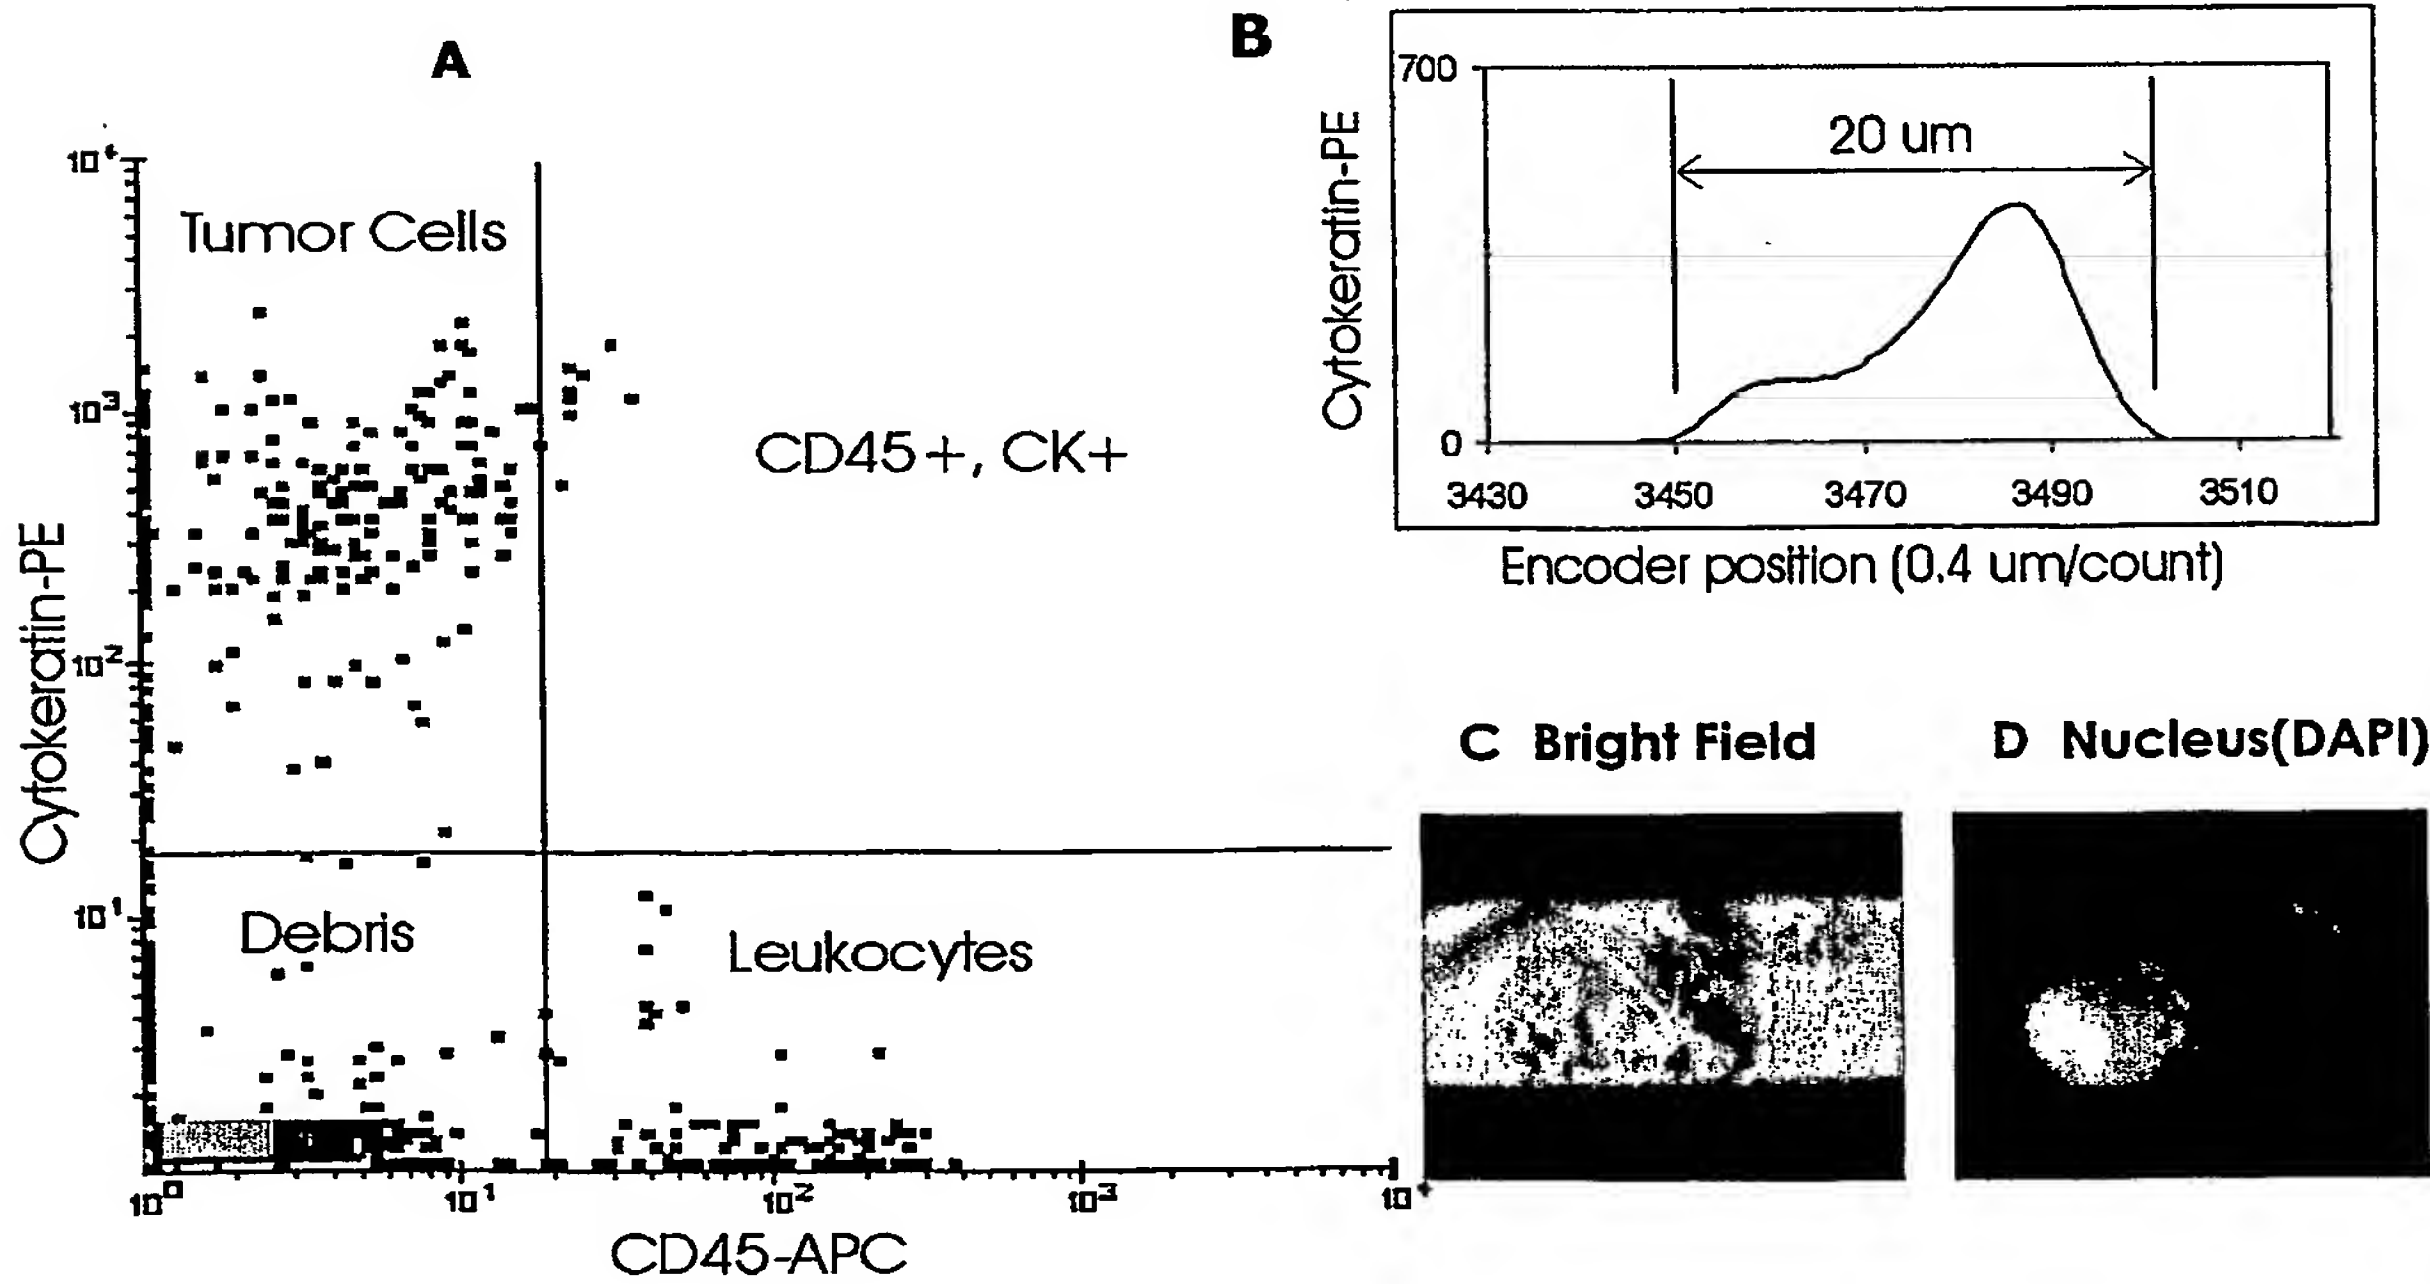 A
Cytokeratin-PE
10⁴
10³
10²
10¹
Tumor Cells
CD45+, CK+
Debris
Leukocytes
10⁰ 10¹ 10² 10³ 10⁴
CD45-APC
B
Cytokeratin-PE
700
20 um
0
3430 3450 3470 3490 3510
Encoder position (0.4 um/count)
C Bright Field
D Nucleus(DAPI)